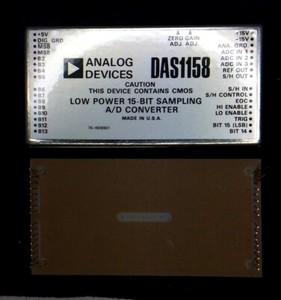 +5V
DIG. GRD
MSB
MSB
B2
B3
B4
B5
B6
B7
B8
B9
B10
B11
B12
B13
ZERO GAIN
ADJ. ADJ.
ANALOG
DEVICES
DAS1158
CAUTION
THIS DEVICE CONTAINS CMOS
LOW POWER 15-BIT SAMPLING
A/D CONVERTER
MADE IN U.S.A.
+15V
-15V
ANA. GRD
ADC IN 1
ADC IN 2
ADC IN 3
REF OUT
S/H OUT
S/H IN
S/H CONTROL
EOC
HI ENABLE
LO ENABLE
TRIG
BIT 15 (LSB)
BIT 14